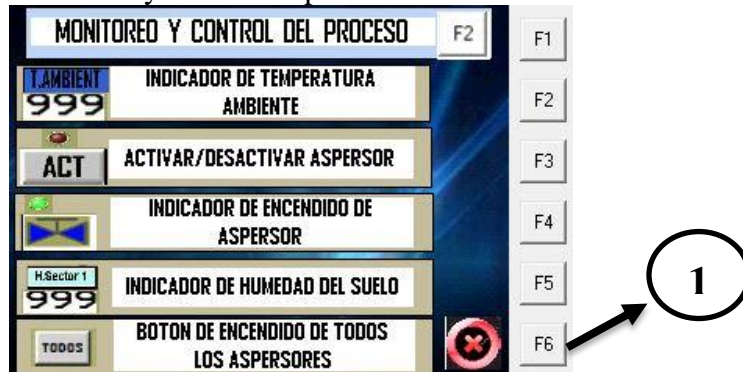 MONITOREO Y CONTROL DEL PROCESO
F2
F1
T.AMBIENT
999
INDICADOR DE TEMPERATURA
AMBIENTE
F2
ACT
ACTIVAR/DESACTIVAR ASPERSOR
F3
INDICADOR DE ENCENDIDO DE
ASPERSOR
F4
H.Sector 1
999
INDICADOR DE HUMEDAD DEL SUELO
F5
1
TODOS
BOTON DE ENCENDIDO DE TODOS
LOS ASPERSORES
F6